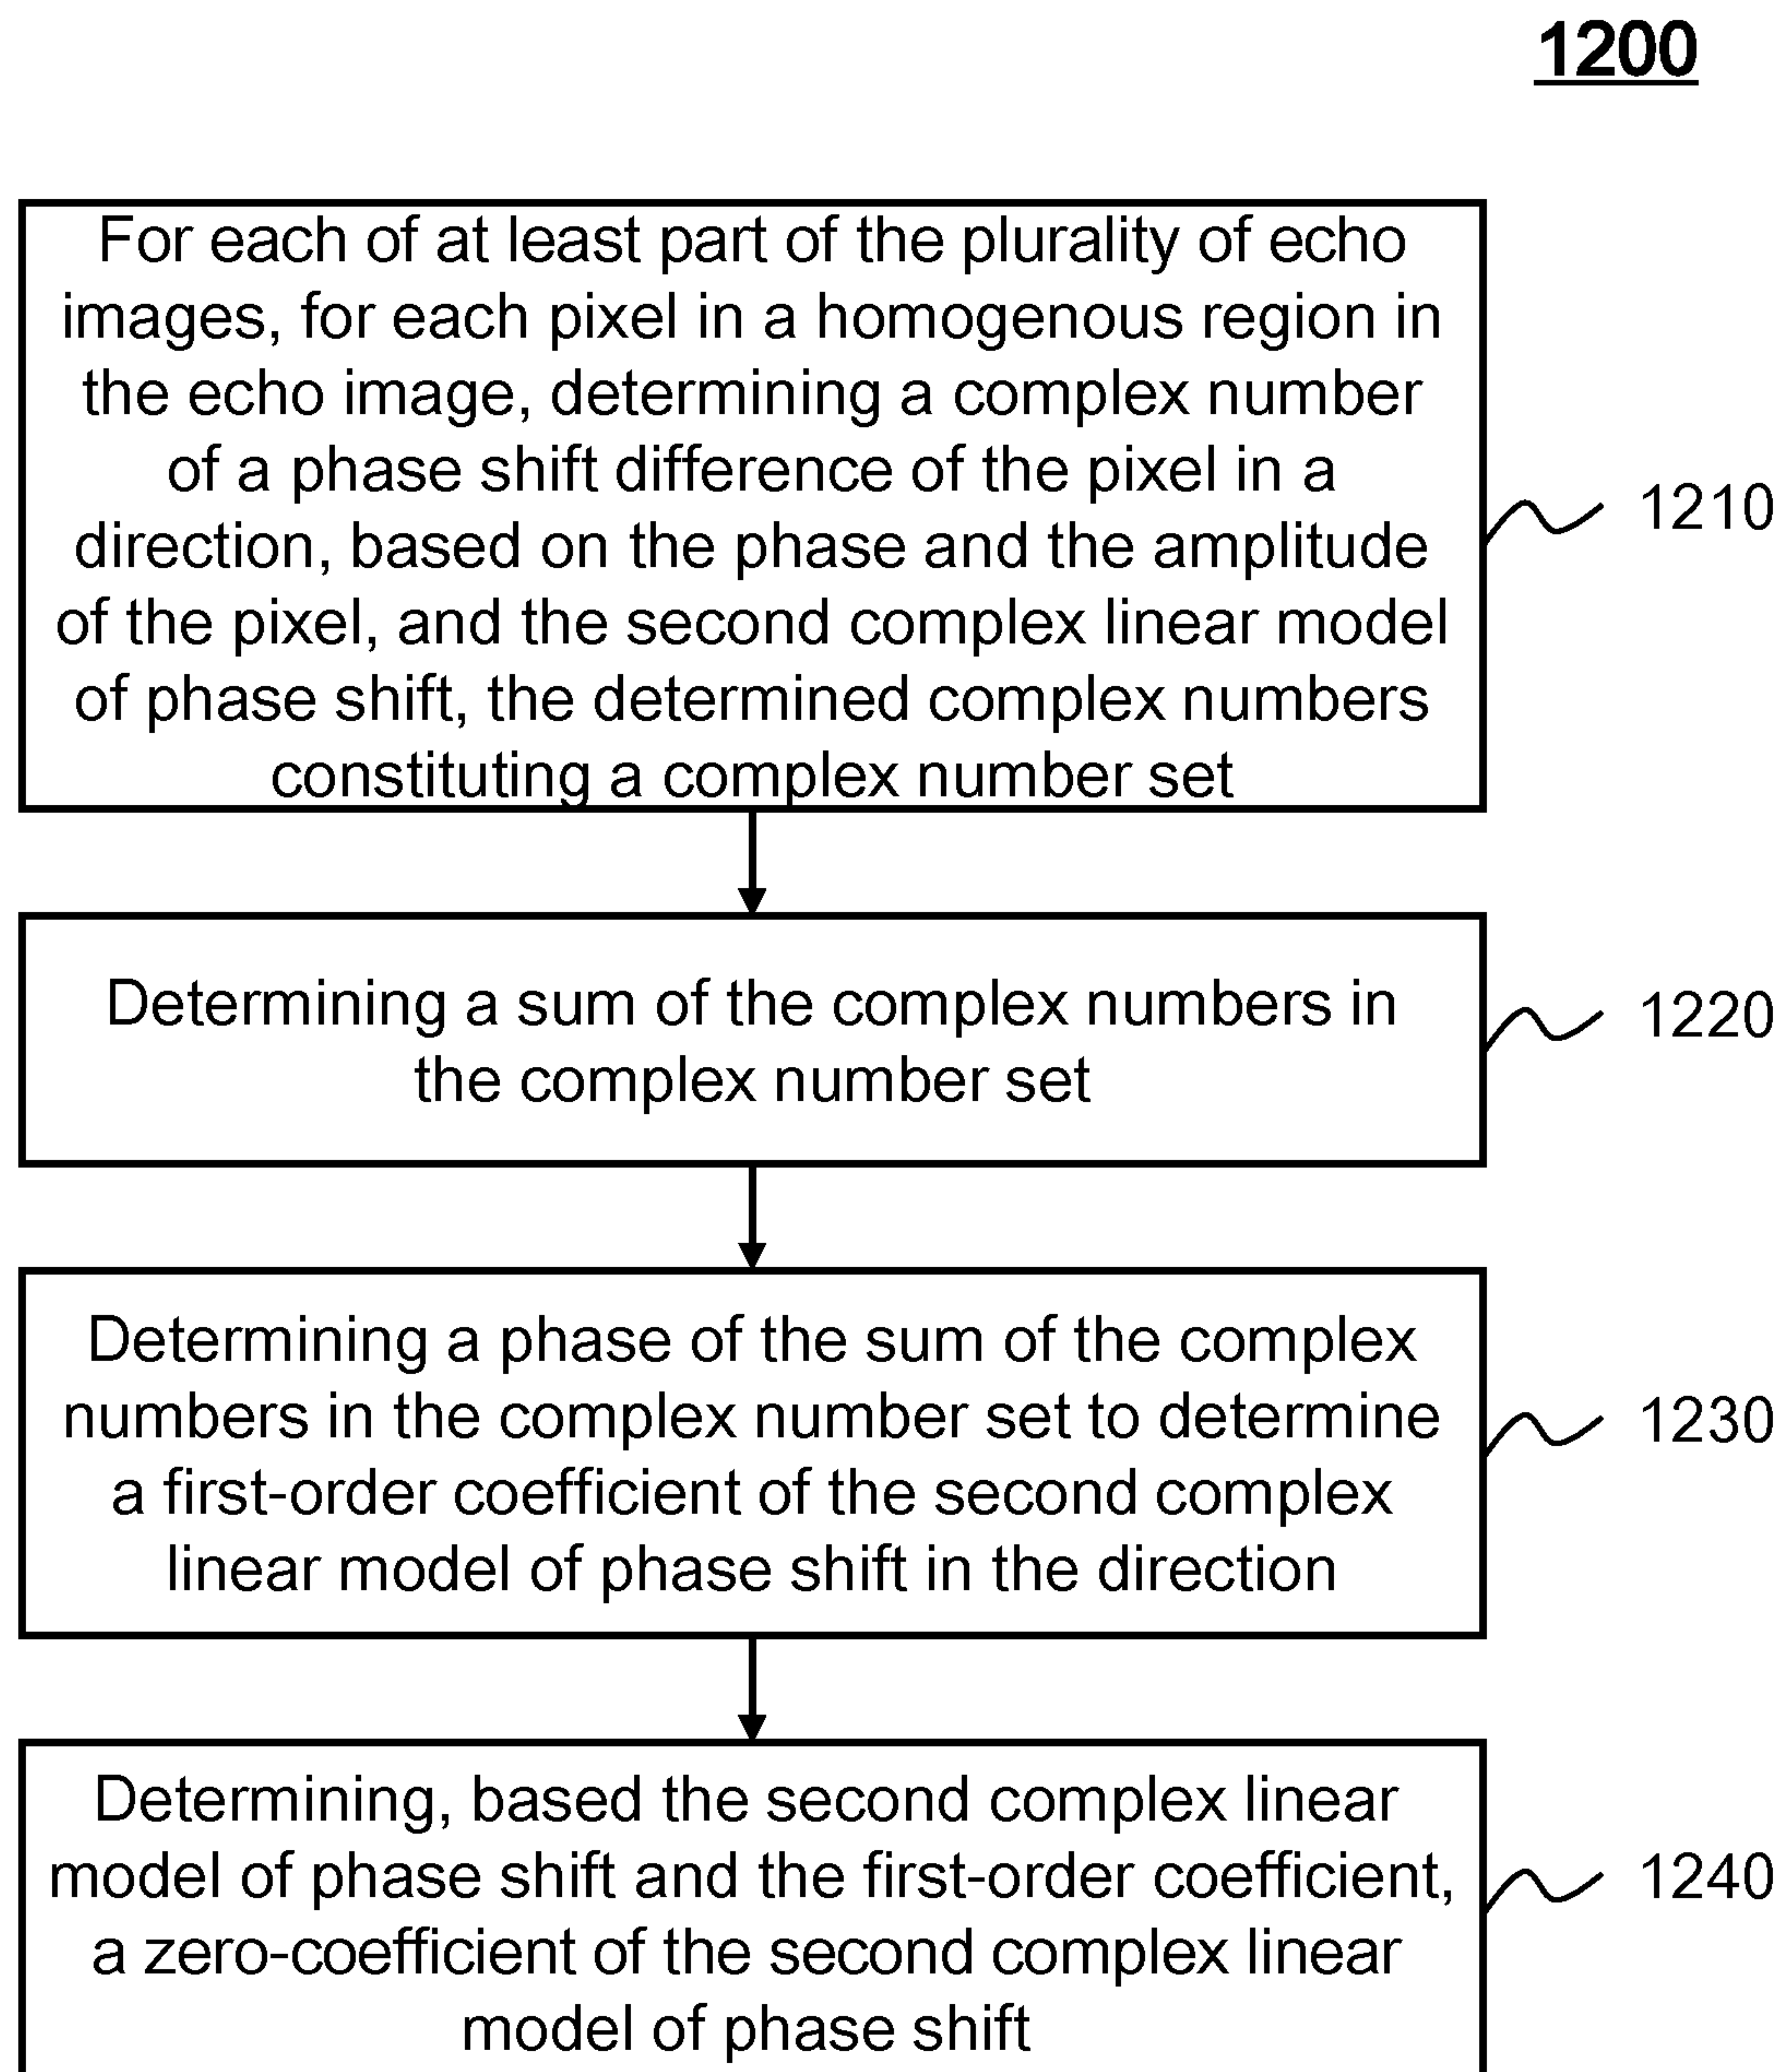 1200
For each of at least part of the plurality of echo
images, for each pixel in a homogenous region in
the echo image, determining a complex number
of a phase shift difference of the pixel in a
direction, based on the phase and the amplitude
of the pixel, and the second complex linear model
of phase shift, the determined complex numbers
constituting a complex number set
1210
Determining a sum of the complex numbers in
the complex number set
1220
Determining a phase of the sum of the complex
numbers in the complex number set to determine
a first-order coefficient of the second complex
linear model of phase shift in the direction
1230
Determining, based the second complex linear
model of phase shift and the first-order coefficient,
a zero-coefficient of the second complex linear
model of phase shift
1240